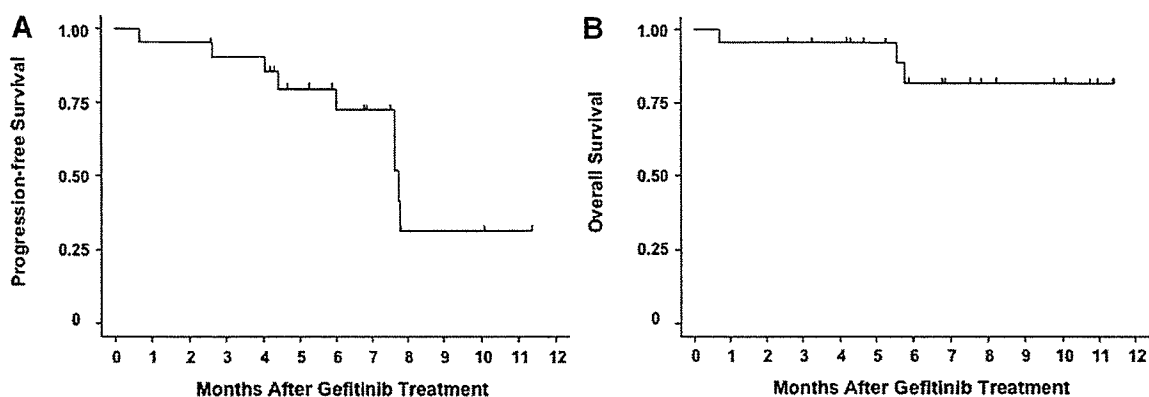 A
Progression-free Survival
1.00
0.75
0.50
0.25
0
0 1 2 3 4 5 6 7 8 9 10 11 12
Months After Gefitinib Treatment
B
Overall Survival
1.00
0.75
0.50
0.25
0
0 1 2 3 4 5 6 7 8 9 10 11 12
Months After Gefitinib Treatment